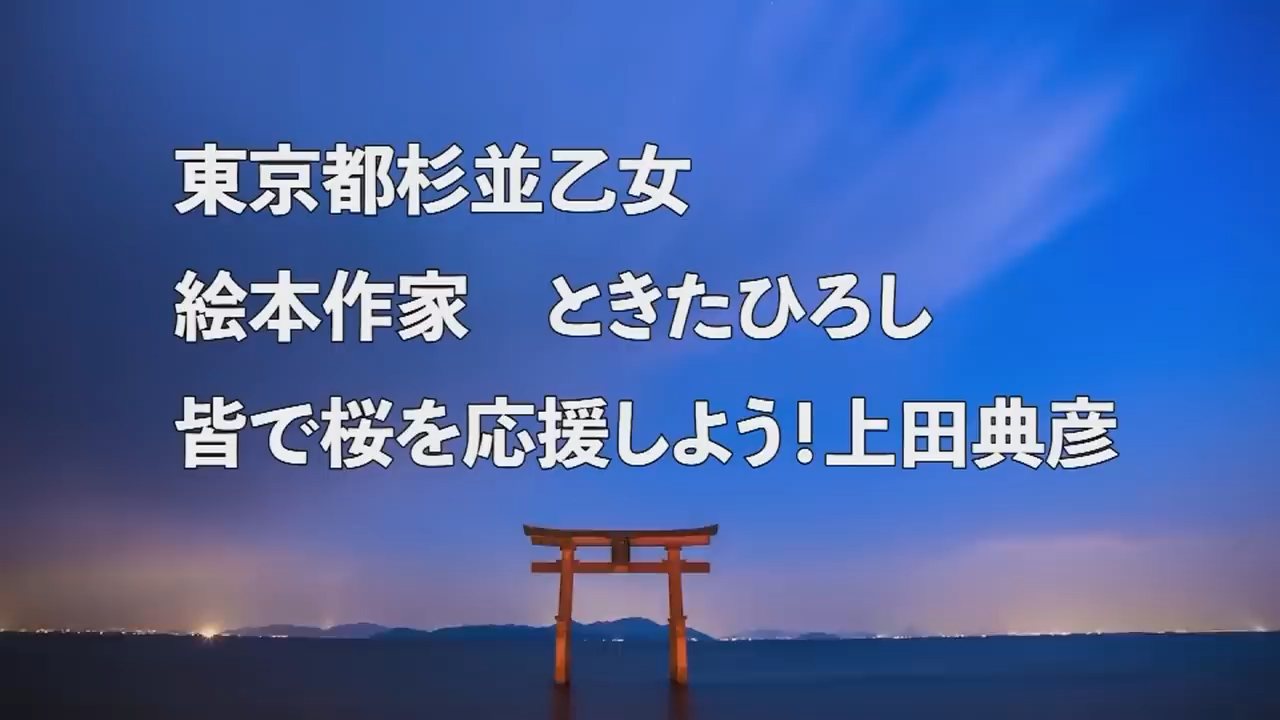 東京都杉並乙女
絵本作家　ときたひろし
皆で桜を応援しよう！上田典彦